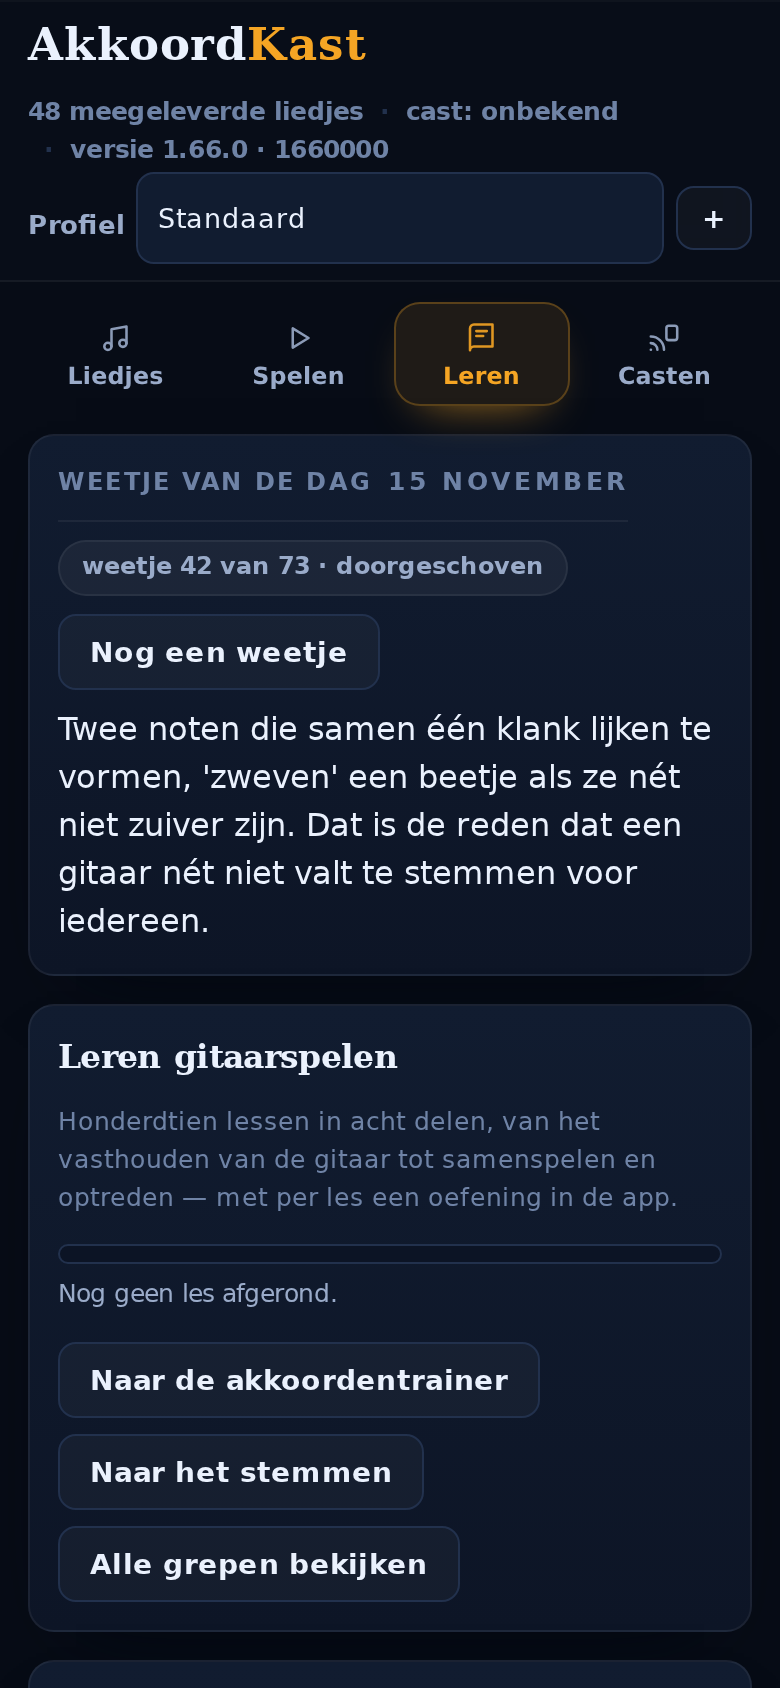 AkkoordKast
48 meegeleverde liedjes · cast: onbekend
· versie 1.66.0 · 1660000
Profiel Standaard +
Liedjes Spelen Leren Casten
WEETJE VAN DE DAG 15 NOVEMBER
weetje 42 van 73 · doorgeschoven
Nog een weetje
Twee noten die samen één klank lijken te
vormen, 'zweven' een beetje als ze nét
niet zuiver zijn. Dat is de reden dat een
gitaar nét niet valt te stemmen voor
iedereen.
Leren gitaarspelen
Honderdtien lessen in acht delen, van het
vasthouden van de gitaar tot samenspelen en
optreden — met per les een oefening in de app.
Nog geen les afgerond.
Naar de akkoordentrainer
Naar het stemmen
Alle grepen bekijken